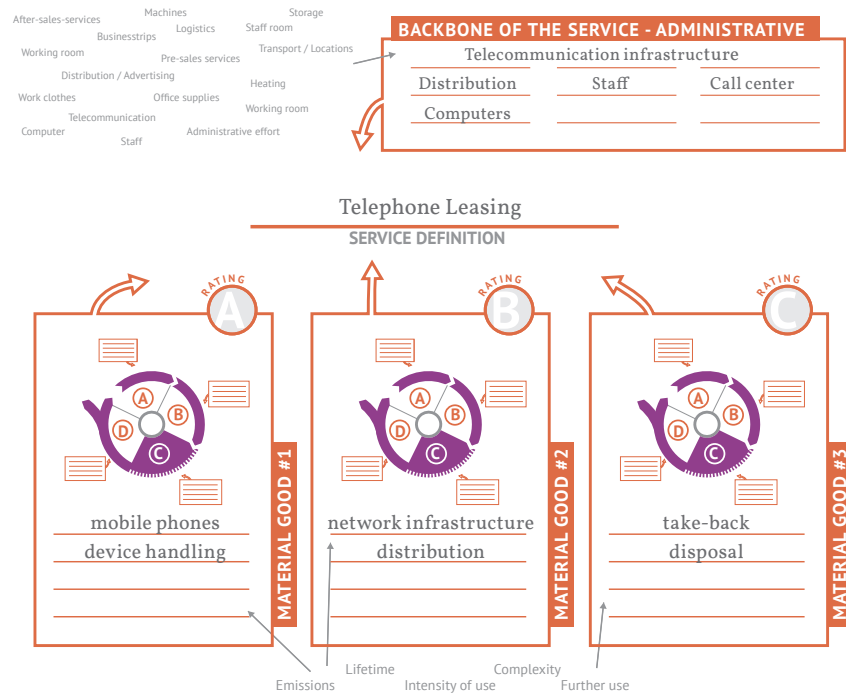 After-sales-services
Machines
Storage
Businesstrips
Logistics
Staff room
Working room
Pre-sales services
Transport / Locations
Distribution / Advertising
Heating
Work clothes
Office supplies
Working room
Telecommunication
Computer
Administrative effort
Staff
BACKBONE OF THE SERVICE - ADMINISTRATIVE
Telecommunication infrastructure
Distribution Staff Call center
Computers
Telephone Leasing
SERVICE DEFINITION
RATING
A
A
B
C
D
mobile phones
device handling
MATERIAL GOOD #1
RATING
B
A
B
C
D
network infrastructure
distribution
MATERIAL GOOD #2
RATING
C
A
B
C
D
take-back
disposal
MATERIAL GOOD #3
Lifetime
Complexity
Emissions
Intensity of use
Further use